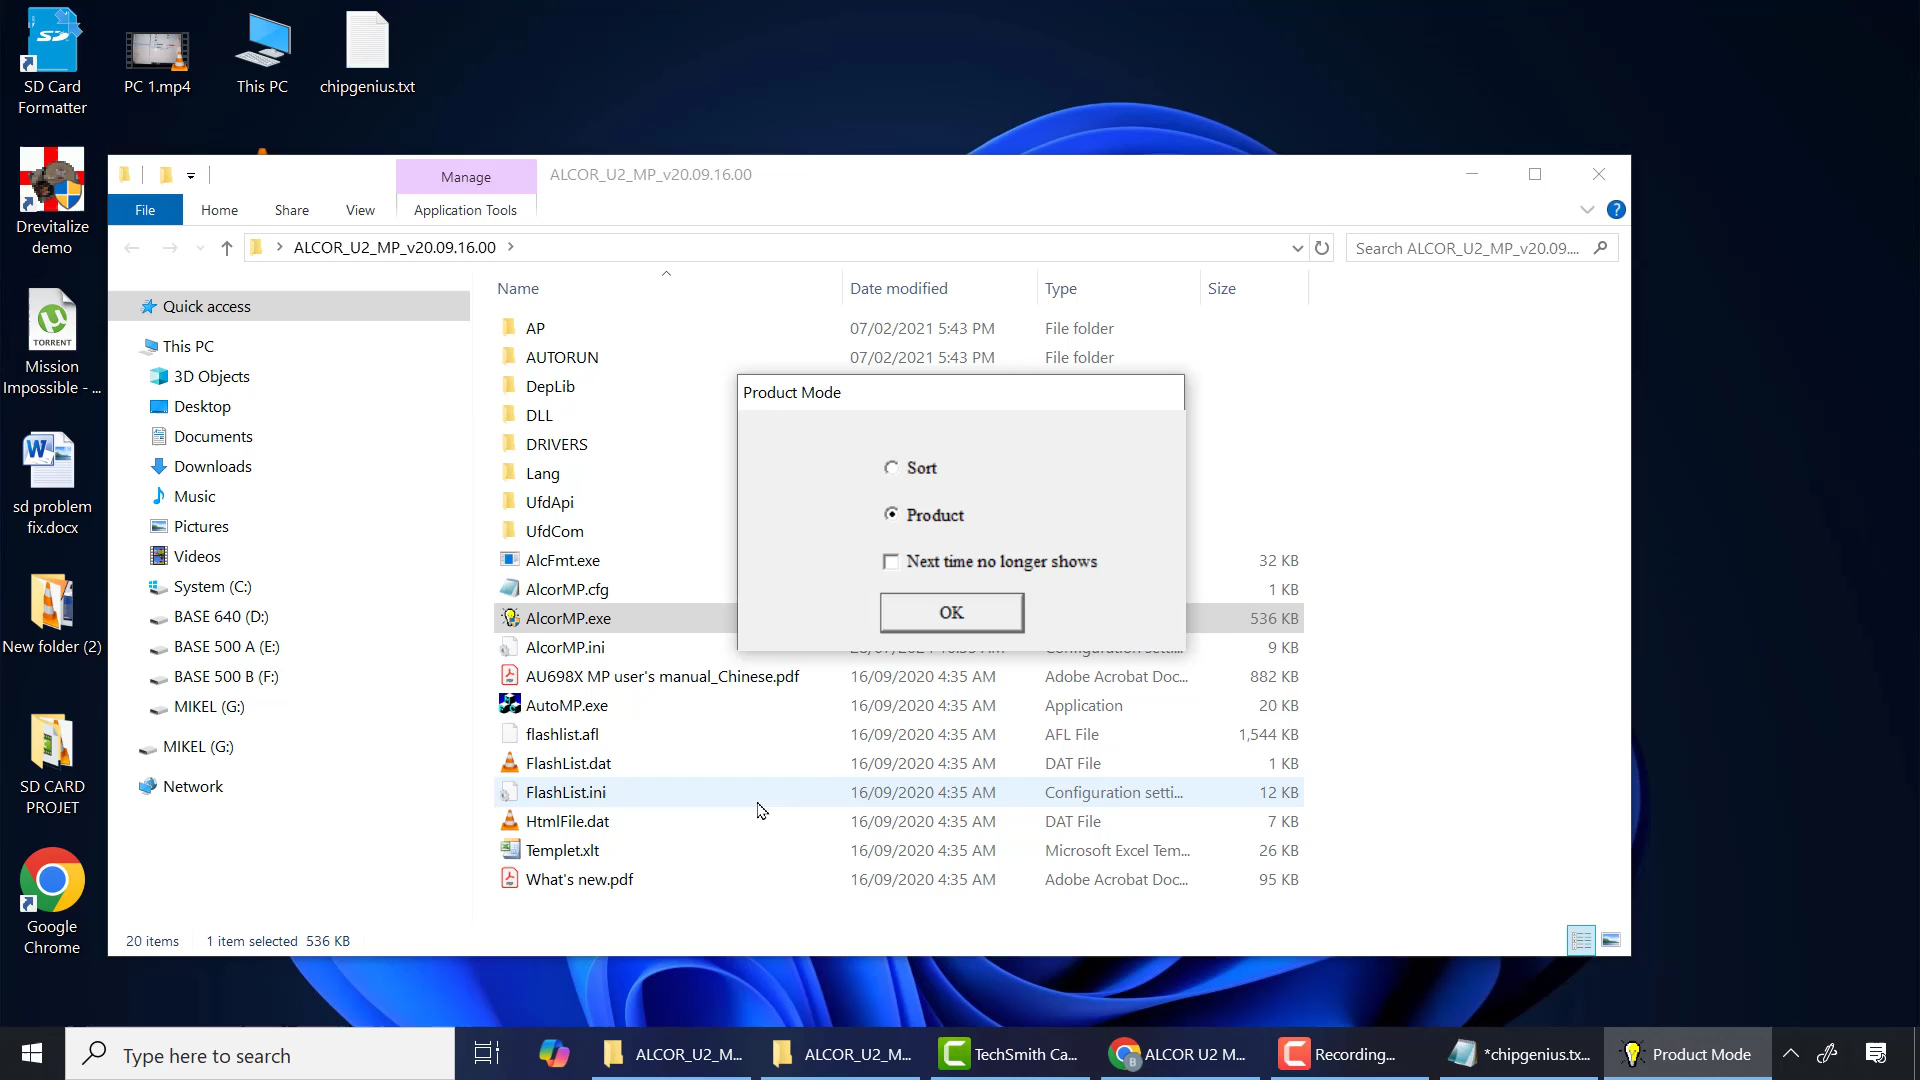 SD Card
Formatter
PC 1.mp4
This PC
chipgenius.txt
Drevitalize
demo
TORRENT
Mission
Impossible - ...
sd problem
fix.docx
New folder (2)
SD CARD
PROJET
Google
Chrome
Manage
ALCOR_U2_MP_v20.09.16.00
File
Home
Share
View
Application Tools
ALCOR_U2_MP_v20.09.16.00
Search ALCOR_U2_MP_v20.09....
Quick access
This PC
3D Objects
Desktop
Documents
Downloads
Music
Pictures
Videos
System (C:)
BASE 640 (D:)
BASE 500 A (E:)
BASE 500 B (F:)
MIKEL (G:)
MIKEL (G:)
Network
Name Date modified Type Size
AP 07/02/2021 5:43 PM File folder
AUTORUN 07/02/2021 5:43 PM File folder
DepLib
DLL
DRIVERS
Lang
UfdApi
UfdCom
AlcFmt.exe 32 KB
AlcorMP.cfg 1 KB
AlcorMP.exe 536 KB
AlcorMP.ini 9 KB
AU698X MP user's manual_Chinese.pdf 16/09/2020 4:35 AM Adobe Acrobat Doc... 882 KB
AutoMP.exe 16/09/2020 4:35 AM Application 20 KB
flashlist.afl 16/09/2020 4:35 AM AFL File 1,544 KB
FlashList.dat 16/09/2020 4:35 AM DAT File 1 KB
FlashList.ini 16/09/2020 4:35 AM Configuration setti... 12 KB
HtmlFile.dat 16/09/2020 4:35 AM DAT File 7 KB
Templet.xlt 16/09/2020 4:35 AM Microsoft Excel Tem... 26 KB
What's new.pdf 16/09/2020 4:35 AM Adobe Acrobat Doc... 95 KB
Product Mode
Sort
Product
Next time no longer shows
OK
20 items 1 item selected 536 KB
Type here to search
ALCOR_U2_M...
ALCOR_U2_M...
TechSmith Ca...
ALCOR U2 M...
Recording...
*chipgenius.tx...
Product Mode